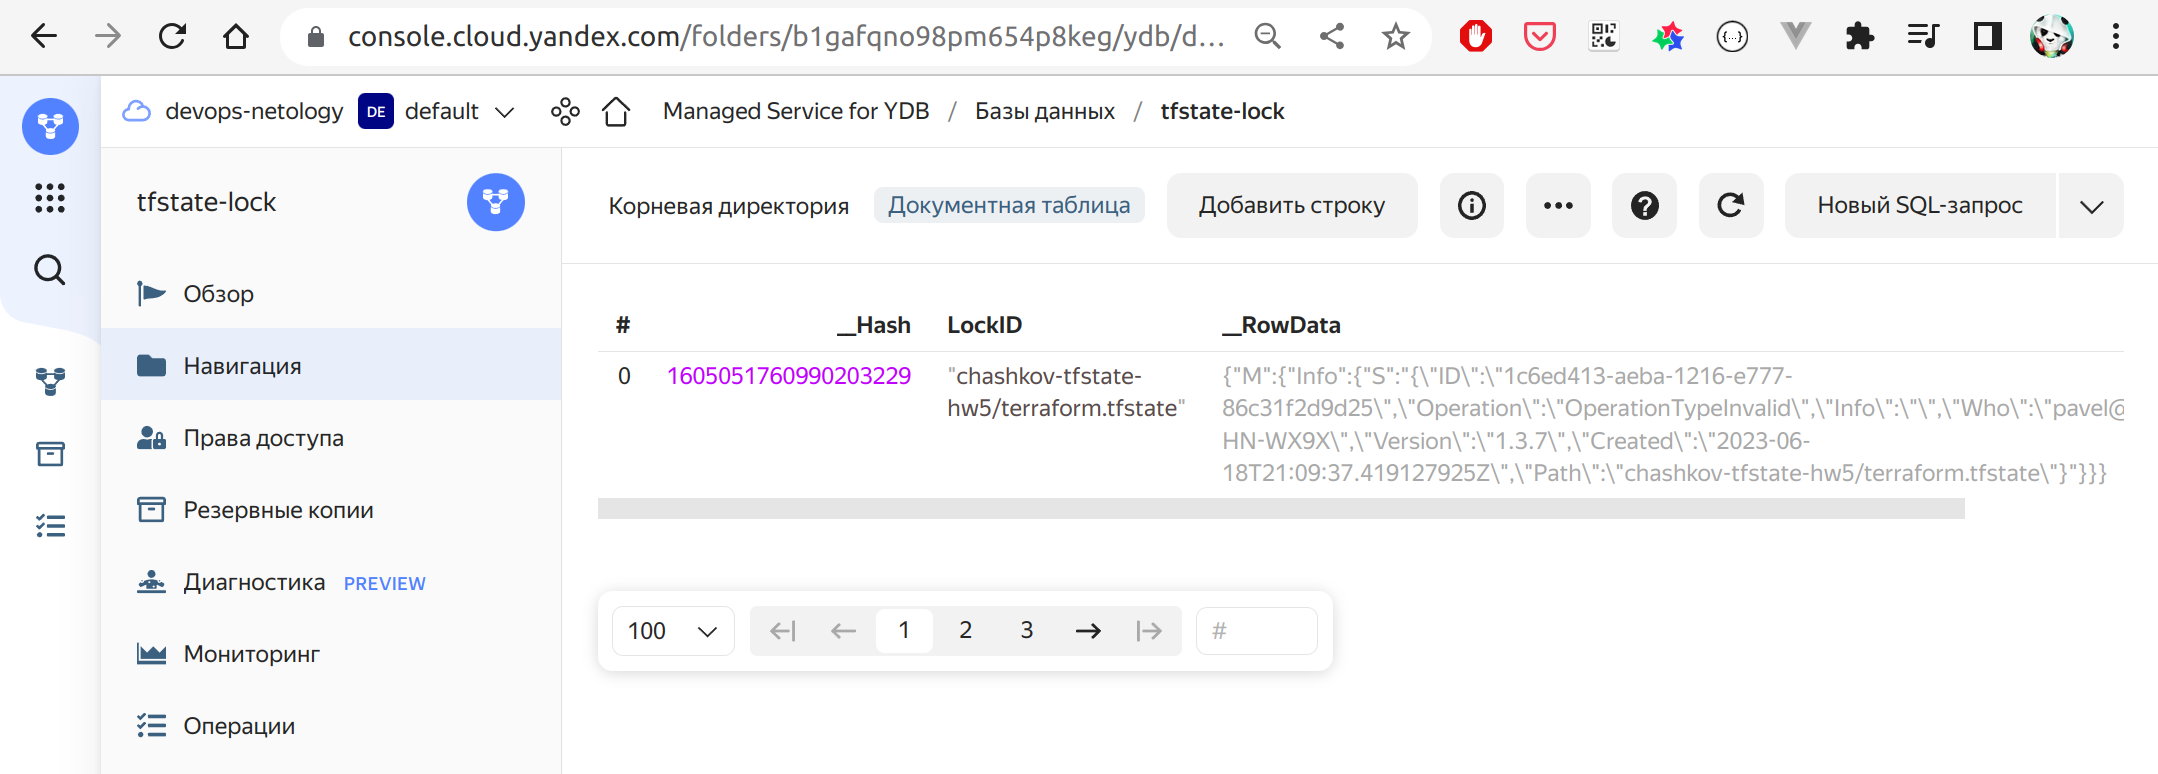 console.cloud.yandex.com/folders/b1gafqno98pm654p8keg/ydb/d...
devops-netology DE default Managed Service for YDB / Базы данных / tfstate-lock
tfstate-lock
Корневая директория Документная таблица Добавить строку Новый SQL-запрос
Обзор
Навигация
Права доступа
Резервные копии
Диагностика PREVIEW
Мониторинг
Операции
# __Hash LockID __RowData
0 1605051760990203229 "chashkov-tfstate-
hw5/terraform.tfstate"
{"M":{"Info":{"S":"{\"ID\":\"1c6ed413-aeba-1216-e777-
86c31f2d9d25\",\"Operation\":\"OperationTypeInvalid\",\"Info\":\"\",\"Who\":\"pavel@
HN-WX9X\",\"Version\":\"1.3.7\",\"Created\":\"2023-06-
18T21:09:37.419127925Z\",\"Path\":\"chashkov-tfstate-hw5/terraform.tfstate\"}"}}}
100 1 2 3 #